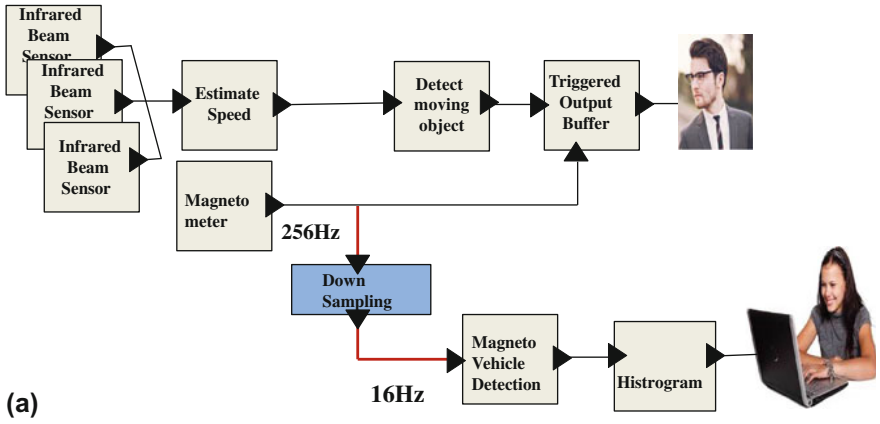 Infrared
Beam
Sensor
Infrared
Beam
Sensor
Infrared
Beam
Sensor
Estimate
Speed
Detect
moving
object
Triggered
Output
Buffer
Magneto
meter
256Hz
Down
Sampling
16Hz
Magneto
Vehicle
Detection
Histrogram
(a)